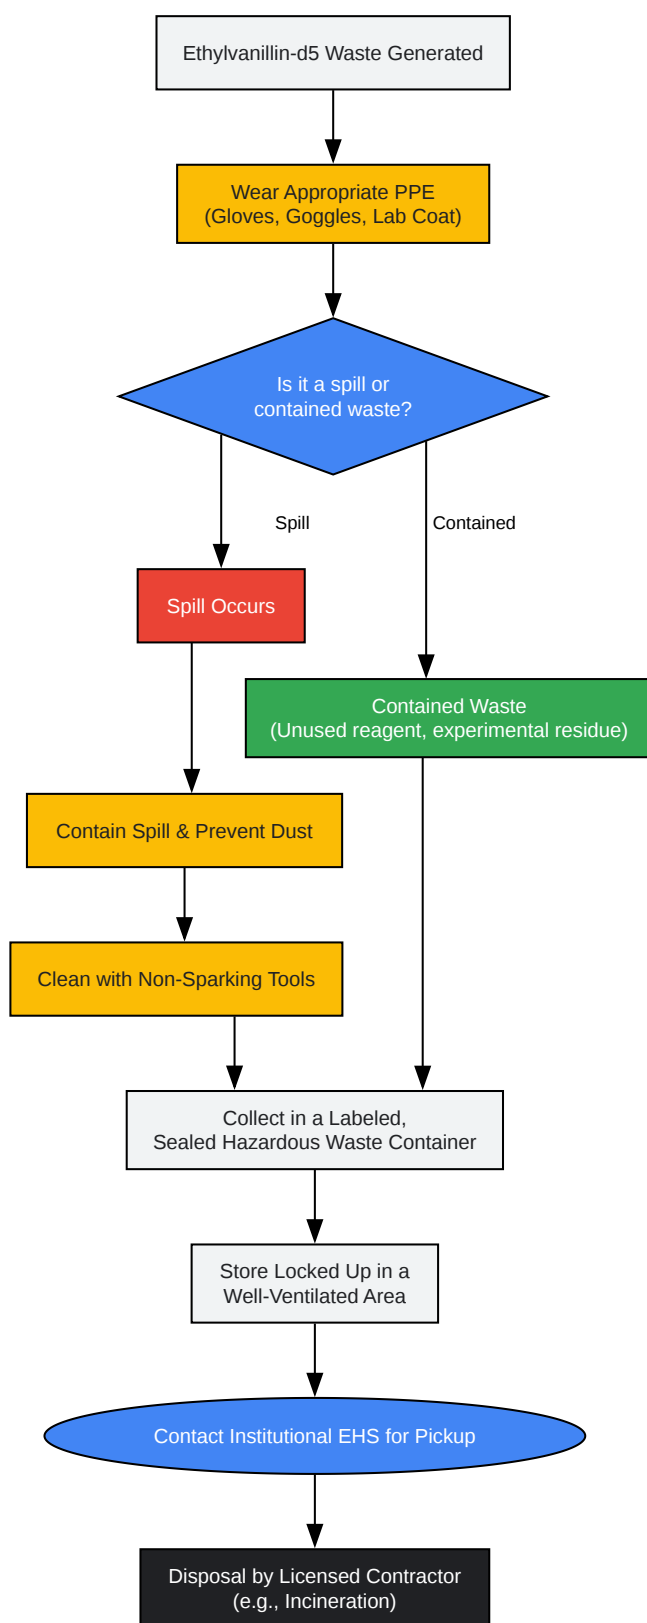 Ethylvanillin-d5 Waste Generated
Wear Appropriate PPE
(Gloves, Goggles, Lab Coat)
Is it a spill or
contained waste?
Spill
Contained
Spill Occurs
Contained Waste
(Unused reagent, experimental residue)
Contain Spill & Prevent Dust
Clean with Non-Sparking Tools
Collect in a Labeled,
Sealed Hazardous Waste Container
Store Locked Up in a
Well-Ventilated Area
Contact Institutional EHS for Pickup
Disposal by Licensed Contractor
(e.g., Incineration)